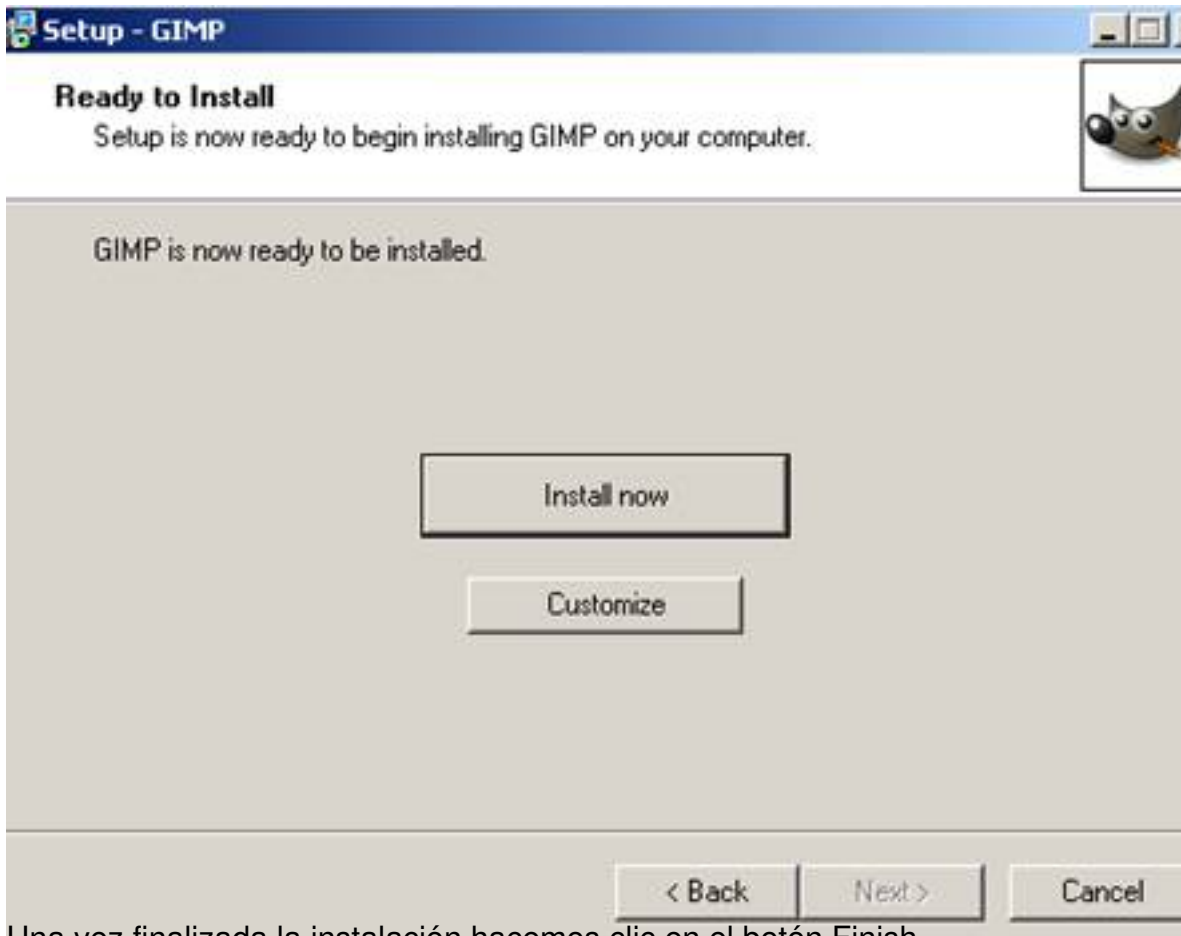 Setup - GIMP
Ready to Install
Setup is now ready to begin installing GIMP on your computer.
GIMP is now ready to be installed.
Install now
Customize
< Back
Next >
Cancel
Una vez finalizada la instalación hacemos clic en el botón Finish